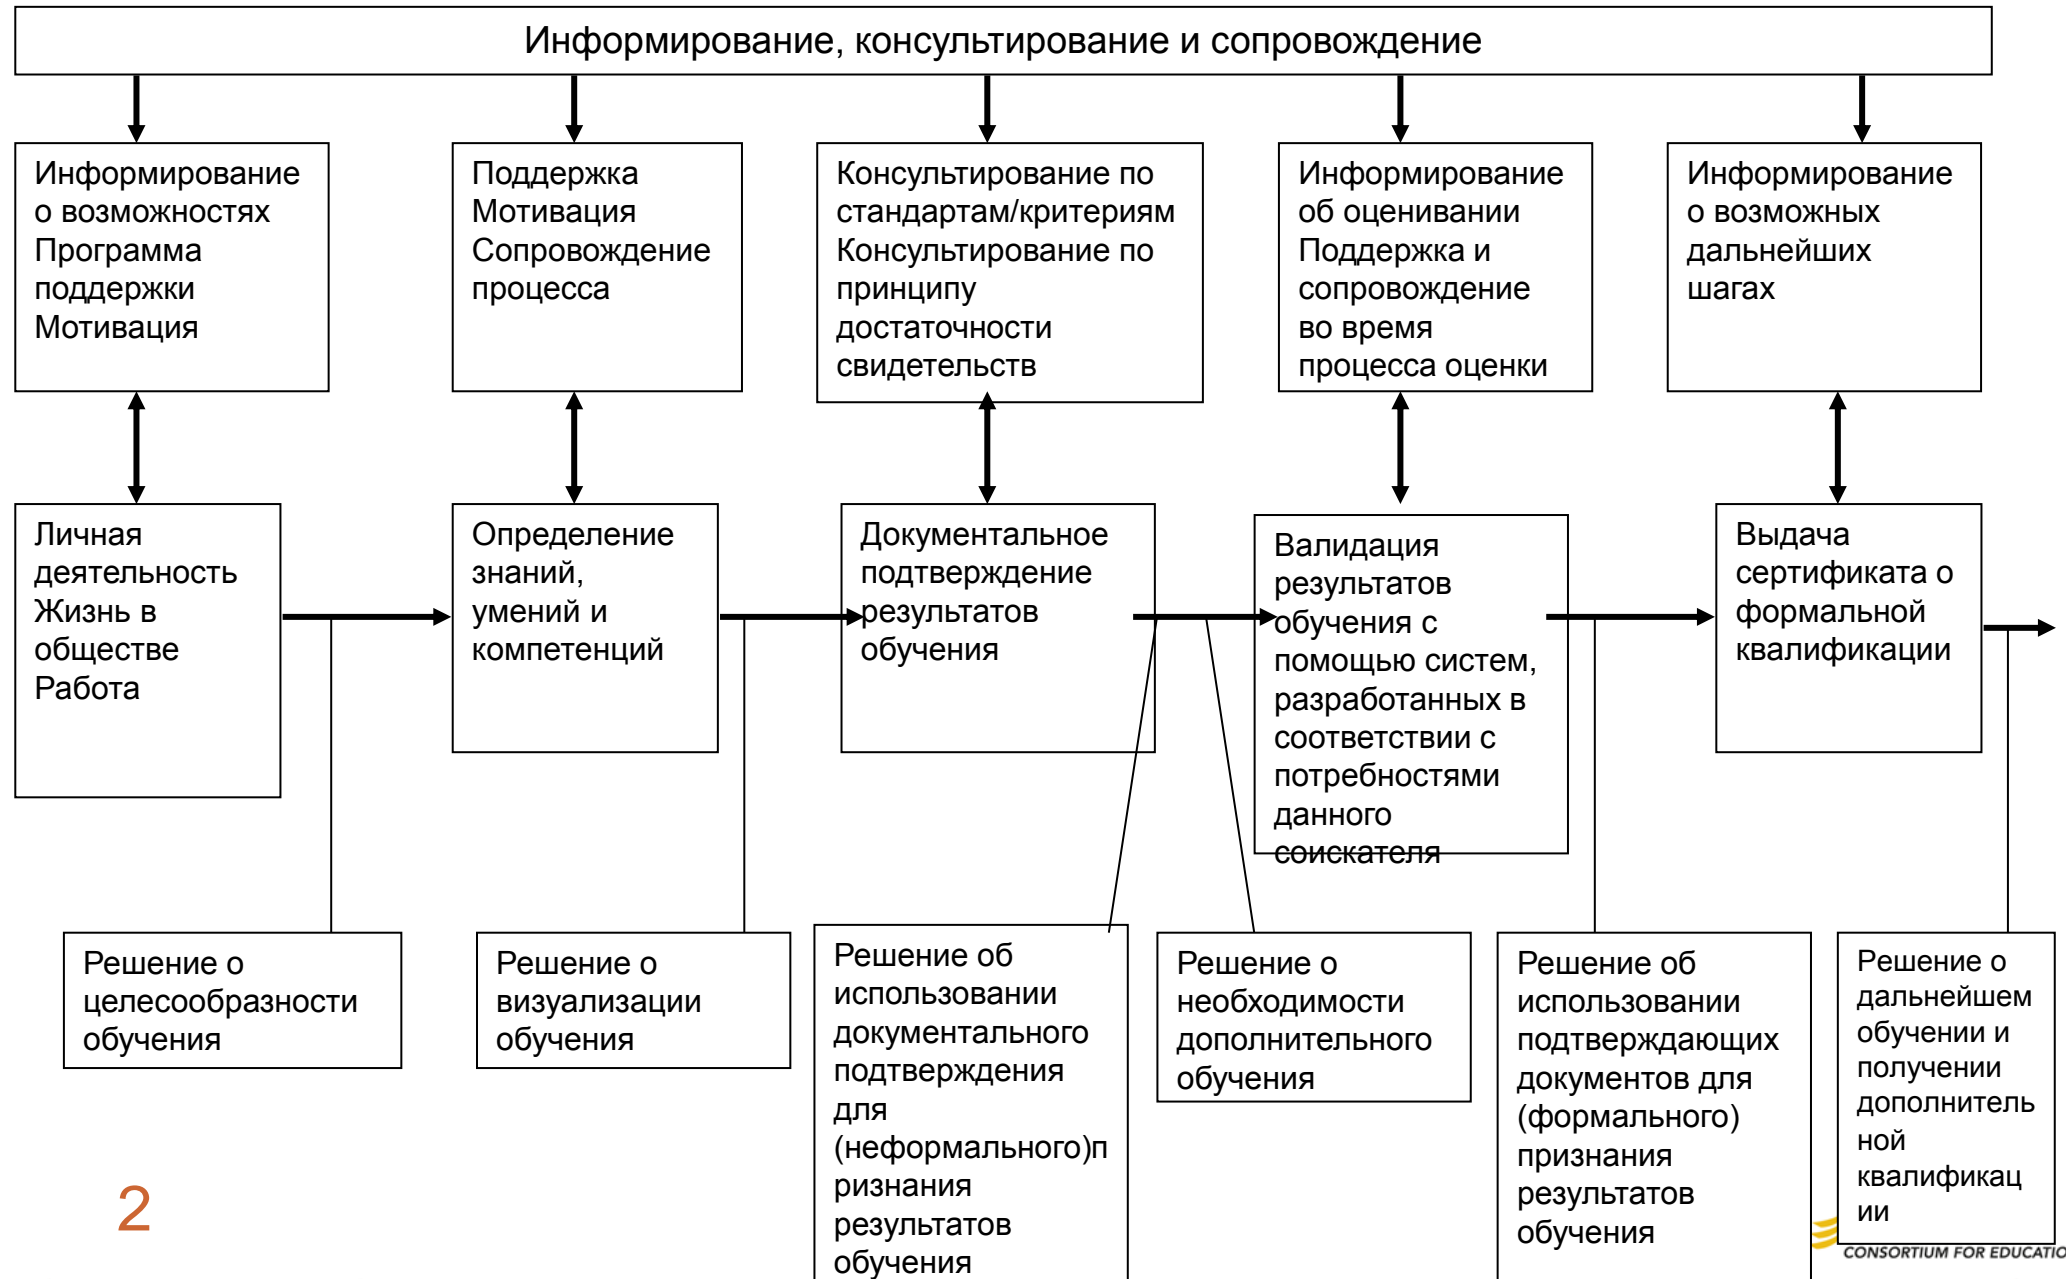 Информирование, консультирование и сопровождение
Информирование
о возможностях
Программа
поддержки
Мотивация
Поддержка
Мотивация
Сопровождение
процесса
Консультирование по
стандартам/критериям
Консультирование по
принципу
достаточности
свидетельств
Информирование
об оценивании
Поддержка и
сопровождение
во время
процесса оценки
Информирование
о возможных
дальнейших
шагах
Личная
деятельность
Жизнь в
обществе
Работа
Определение
знаний,
умений и
компетенций
Документальное
подтверждение
результатов
обучения
Валидация
результатов
обучения с
помощью систем,
разработанных в
соответствии с
потребностями
данного
соискателя
Выдача
сертификата о
формальной
квалификации
Решение о
целесообразности
обучения
Решение о
визуализации
обучения
Решение об
использовании
документального
подтверждения
для
(неформального)п
ризнания
результатов
обучения
Решение о
необходимости
дополнительного
обучения
Решение об
использовании
подтверждающих
документов для
(формального)
признания
результатов
обучения
Решение о
дальнейшем
обучении и
получении
дополнитель
ной
квалификац
ии
2
CONSORTIUM FOR EDUCATIO